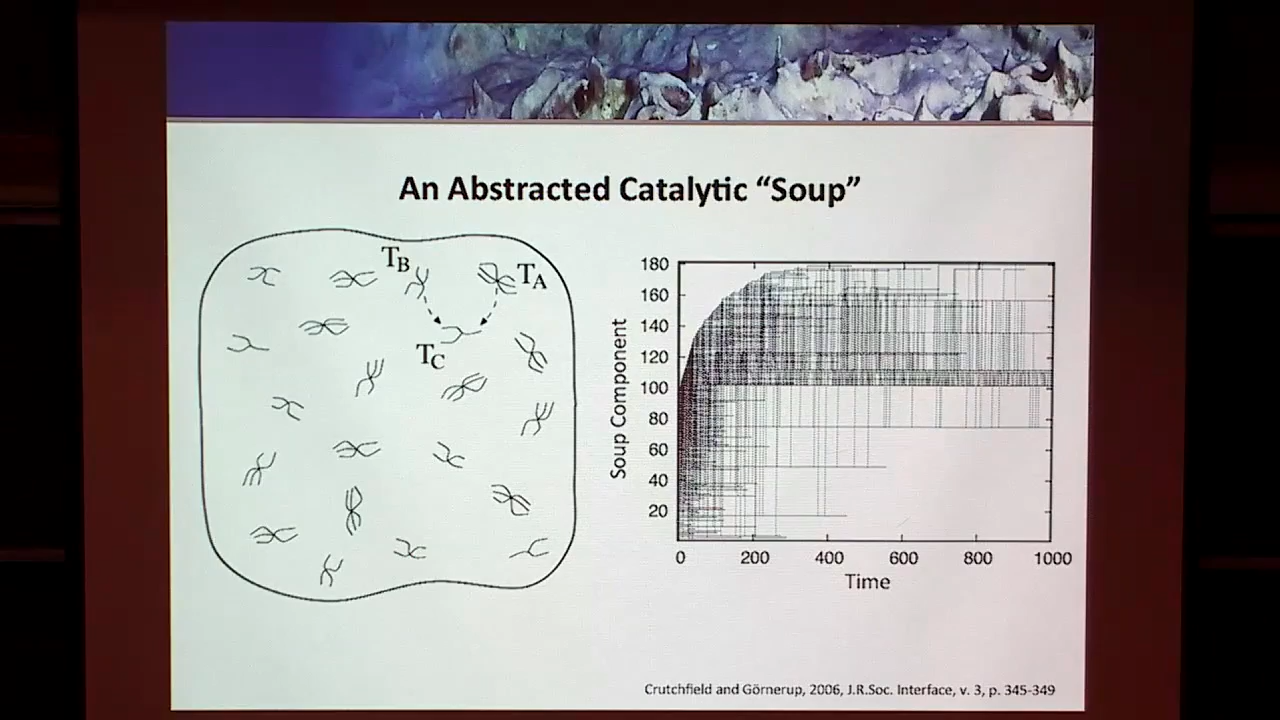 An Abstracted Catalytic “Soup”
TB
TA
TC
Soup Component
180
160
140
120
100
80
60
40
20
0 200 400 600 800 1000
Time
Crutchfield and Görnerup, 2006, J.R.Soc. Interface, v. 3, p. 345-349